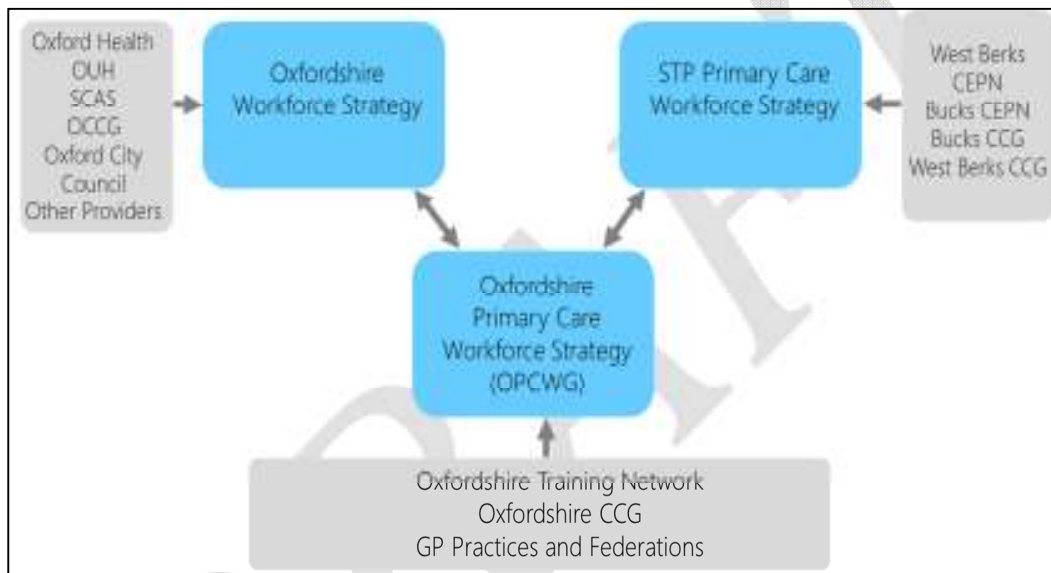 Oxford Health
OUH
SCAS
OCCG
Oxford City
Council
Other Providers
Oxfordshire
Workforce Strategy
STP Primary Care
Workforce Strategy
West Berks
CEPN
Bucks CEPN
Bucks CCG
West Berks CCG
Oxfordshire
Primary Care
Workforce Strategy
(OPCWG)
Oxfordshire Training Network
Oxfordshire CCG
GP Practices and Federations